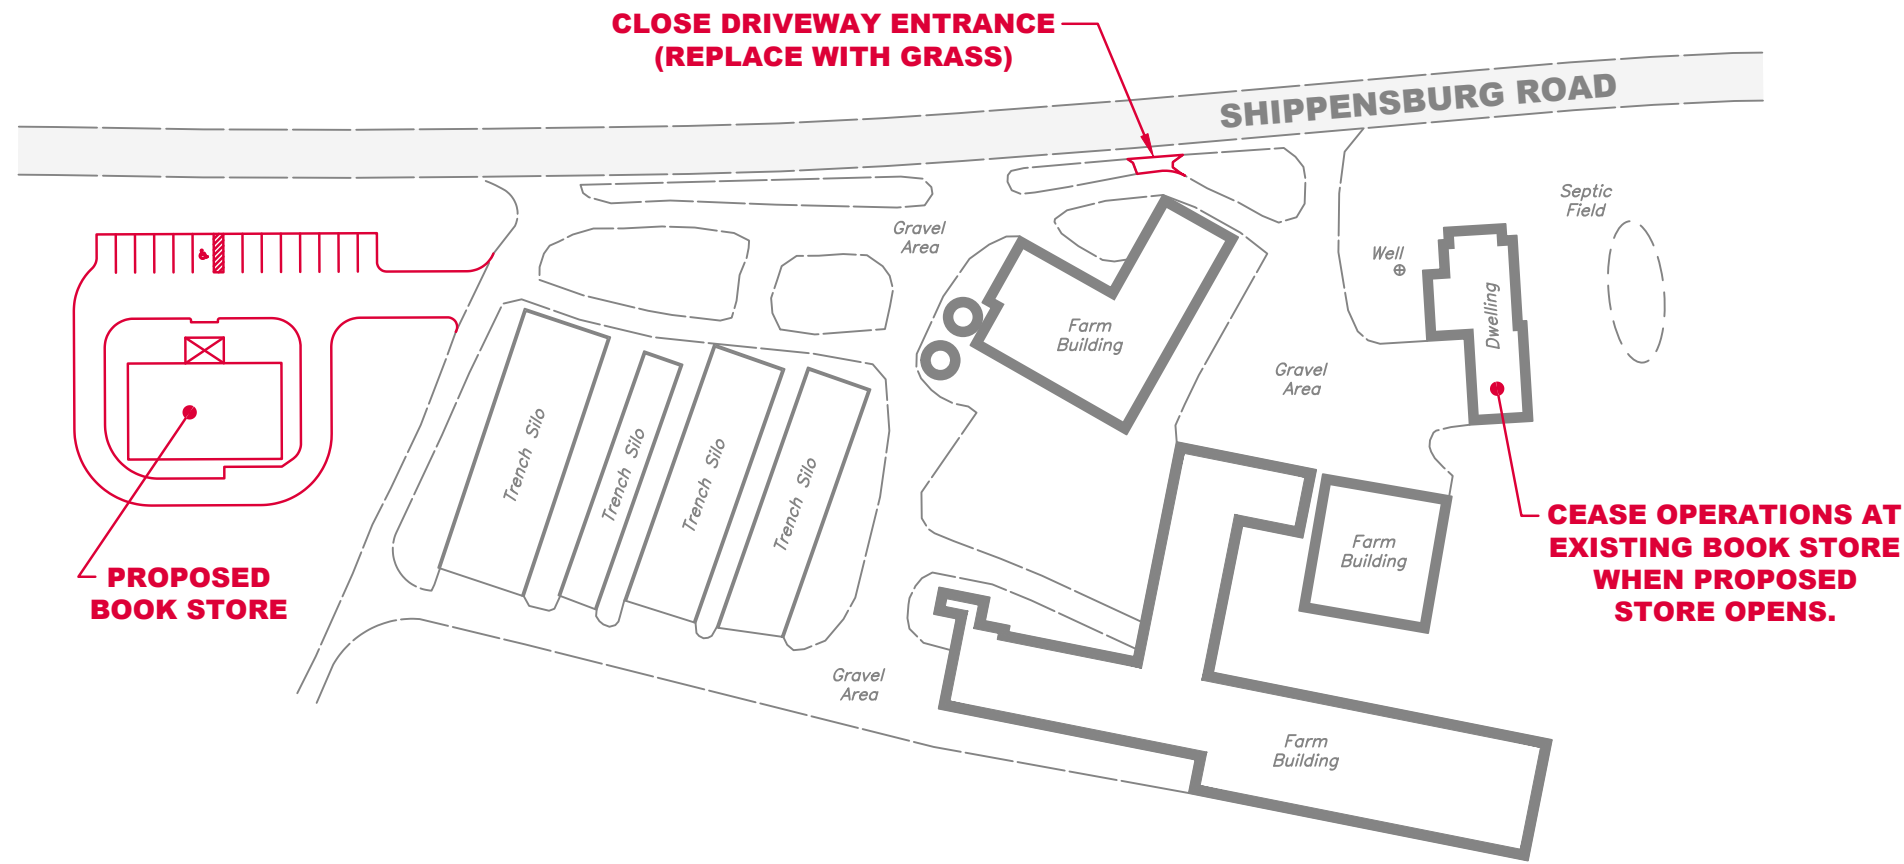 CLOSE DRIVEWAY ENTRANCE
(REPLACE WITH GRASS)
SHIPPENSBURG ROAD
Septic
Field
Gravel
Area
Well
Dwelling
Farm
Building
Gravel
Area
Trench Silo
Trench Silo
Trench Silo
Trench Silo
CEASE OPERATIONS AT
EXISTING BOOK STORE
WHEN PROPOSED
STORE OPENS.
Farm
Building
PROPOSED
BOOK STORE
Gravel
Area
Farm
Building